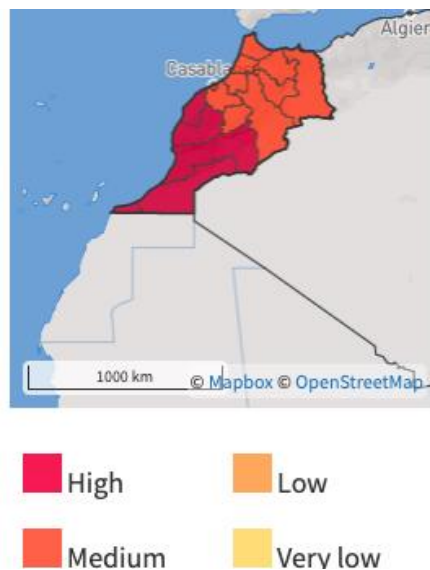 Algier
Casabla
1000 km
© Mapbox © OpenStreetMap
High
Low
Medium
Very low